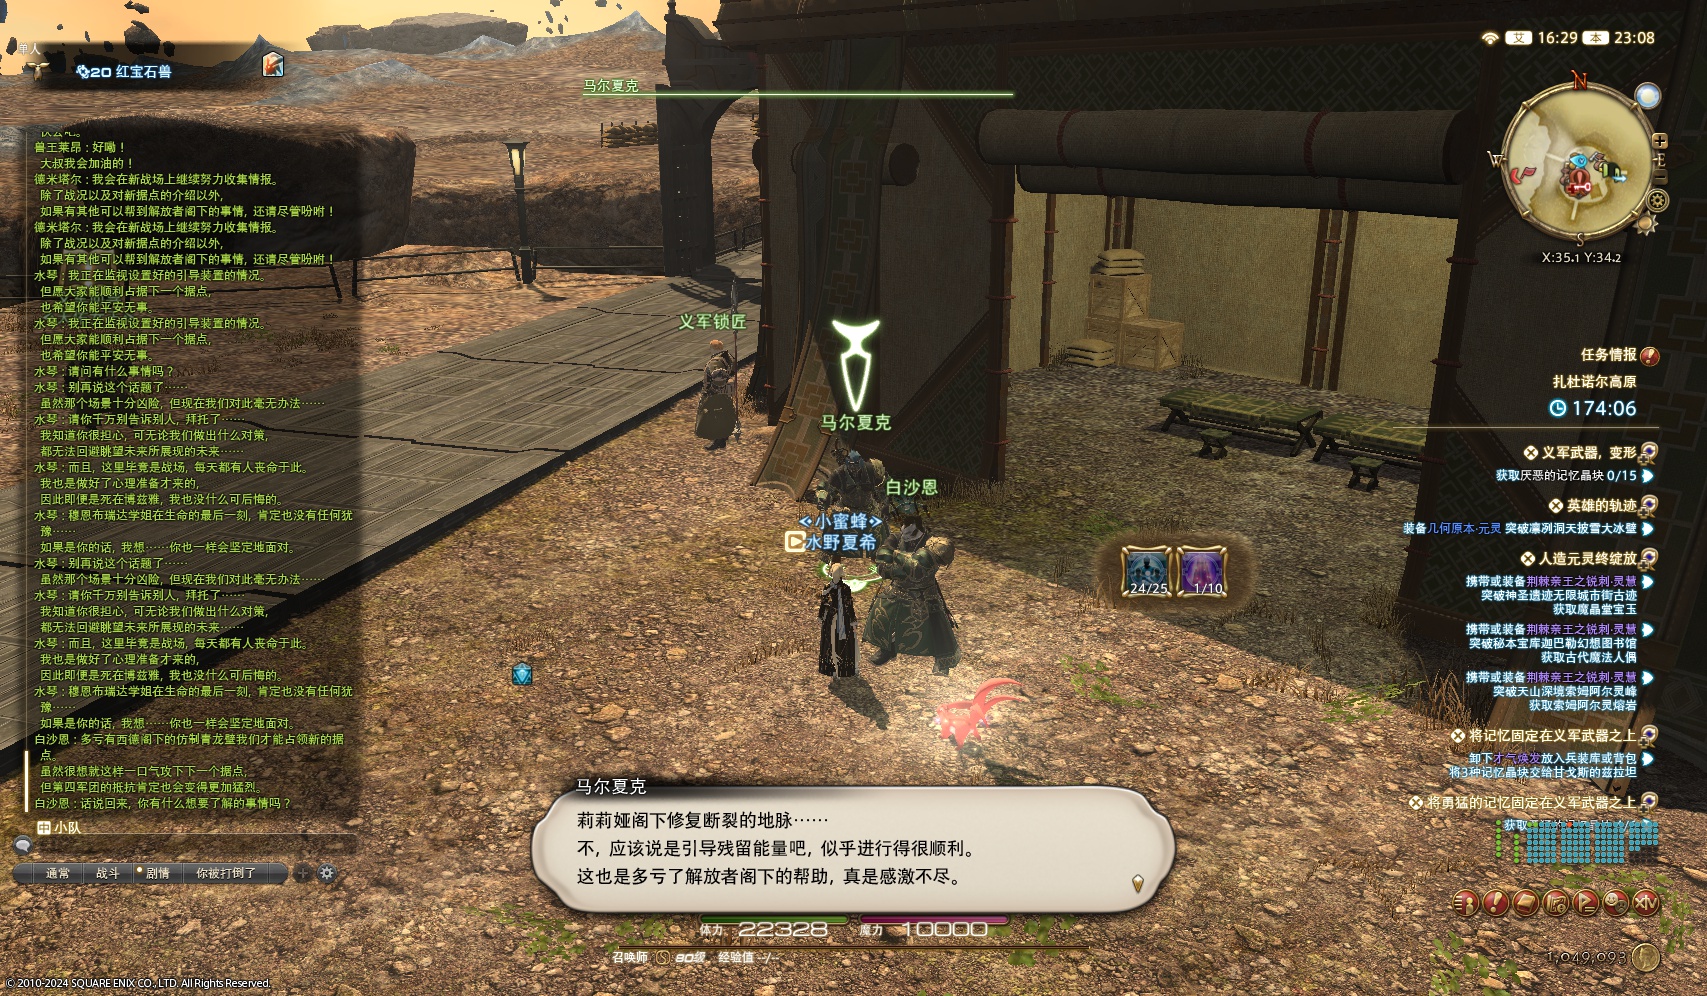 单人
20 红宝石兽
马尔夏克
艾 16:29 本 23:08
N
W
E
S
X:35.1 Y:34.2
兽王莱昂：好嘞！
大叔我会加油的！
德米塔尔：我会在新战场上继续努力收集情报。
除了战况以及对新据点的介绍以外，
如果有其他可以帮到解放者阁下的事情，还请尽管吩咐！
德米塔尔：我会在新战场上继续努力收集情报。
除了战况以及对新据点的介绍以外，
如果有其他可以帮到解放者阁下的事情，还请尽管吩咐！
水琴：我正在监视设置好的引导装置的情况。
但愿大家能顺利占据下一个据点，
也希望你能平安无事。
水琴：我正在监视设置好的引导装置的情况。
但愿大家能顺利占据下一个据点，
也希望你能平安无事。
水琴：请问有什么事情吗？
水琴：别再说这个话题了……
虽然那个场景十分凶险，但现在我们对此毫无办法……
水琴：请你千万别告诉别人，拜托了……
我知道你很担心，可无论我们做出什么对策，
都无法回避眺望未来所展现的未来……
水琴：而且，这里毕竟是战场，每天都有人丧命于此。
我也是做好了心理准备才来的，
因此即便是死在博兹雅，我也没什么可后悔的。
水琴：穆恩布瑞达学姐在生命的最后一刻，肯定也没有任何犹
豫……
如果是你的话，我想……你也一样会坚定地面对。
水琴：别再说这个话题了……
虽然那个场景十分凶险，但现在我们对此毫无办法……
水琴：请你千万别告诉别人，拜托了……
我知道你很担心，可无论我们做出什么对策，
都无法回避眺望未来所展现的未来……
水琴：而且，这里毕竟是战场，每天都有人丧命于此。
我也是做好了心理准备才来的，
因此即便是死在博兹雅，我也没什么可后悔的。
水琴：穆恩布瑞达学姐在生命的最后一刻，肯定也没有任何犹
豫……
如果是你的话，我想……你也一样会坚定地面对。
白沙恩：多亏有西德阁下的仿制青龙壁我们才能占领新的据
点。
虽然很想就这样一口气攻下下一个据点，
但第四军团的抵抗肯定也会变得更加猛烈。
白沙恩：话说回来，你有什么想要了解的事情吗？
小队
通常 战斗 剧情 你被打倒了
义军锁匠
马尔夏克
白沙恩
«小蜜蜂»
水野夏希
24/25 1/10
任务情报
扎杜诺尔高原
174:06
义军武器，变形
获取厌恶的记忆晶块 0/15
英雄的轨迹
装备几何原本·元灵 突破凛冽洞天披雪大冰壁
人造元灵终绽放
携带或装备荆棘亲王之锐刺·灵慧
突破神圣遗迹无限城市街古迹
获取魔晶堂宝玉
携带或装备荆棘亲王之锐刺·灵慧
突破秘本宝库迦巴勒幻想图书馆
获取古代魔法人偶
携带或装备荆棘亲王之锐刺·灵慧
突破天山深境索姆阿尔灵峰
获取索姆阿尔灵熔岩
将记忆固定在义军武器之上
卸下才气焕发放入兵装库或背包
将3种记忆晶块交给甘戈斯的兹拉坦
将勇猛的记忆固定在义军武器之上
获取
马尔夏克
莉莉娅阁下修复断裂的地脉……
不，应该说是引导残留能量吧，似乎进行得很顺利。
这也是多亏了解放者阁下的帮助，真是感激不尽。
体力 22328 魔力 10000
召唤师 80级 经验值 --/--
1,049,093
© 2010-2024 SQUARE ENIX CO., LTD. All Rights Reserved.